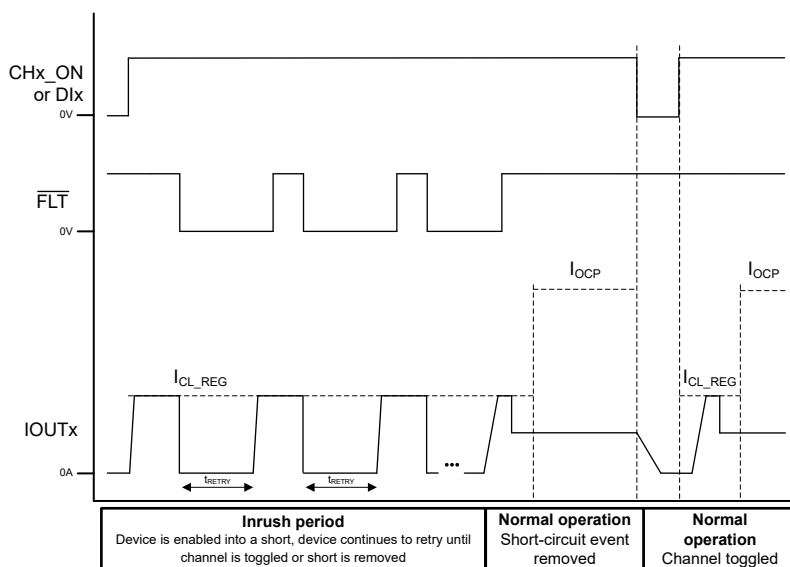 CHx_ON
or DIx
0V
FLT
0V
IOCP
IOCP
ICL_REG
ICL_REG
IOUTx
...
0A
tRETRY
tRETRY
Inrush period
Device is enabled into a short, device continues to retry until
channel is toggled or short is removed
Normal operation
Short-circuit event
removed
Normal
operation
Channel toggled